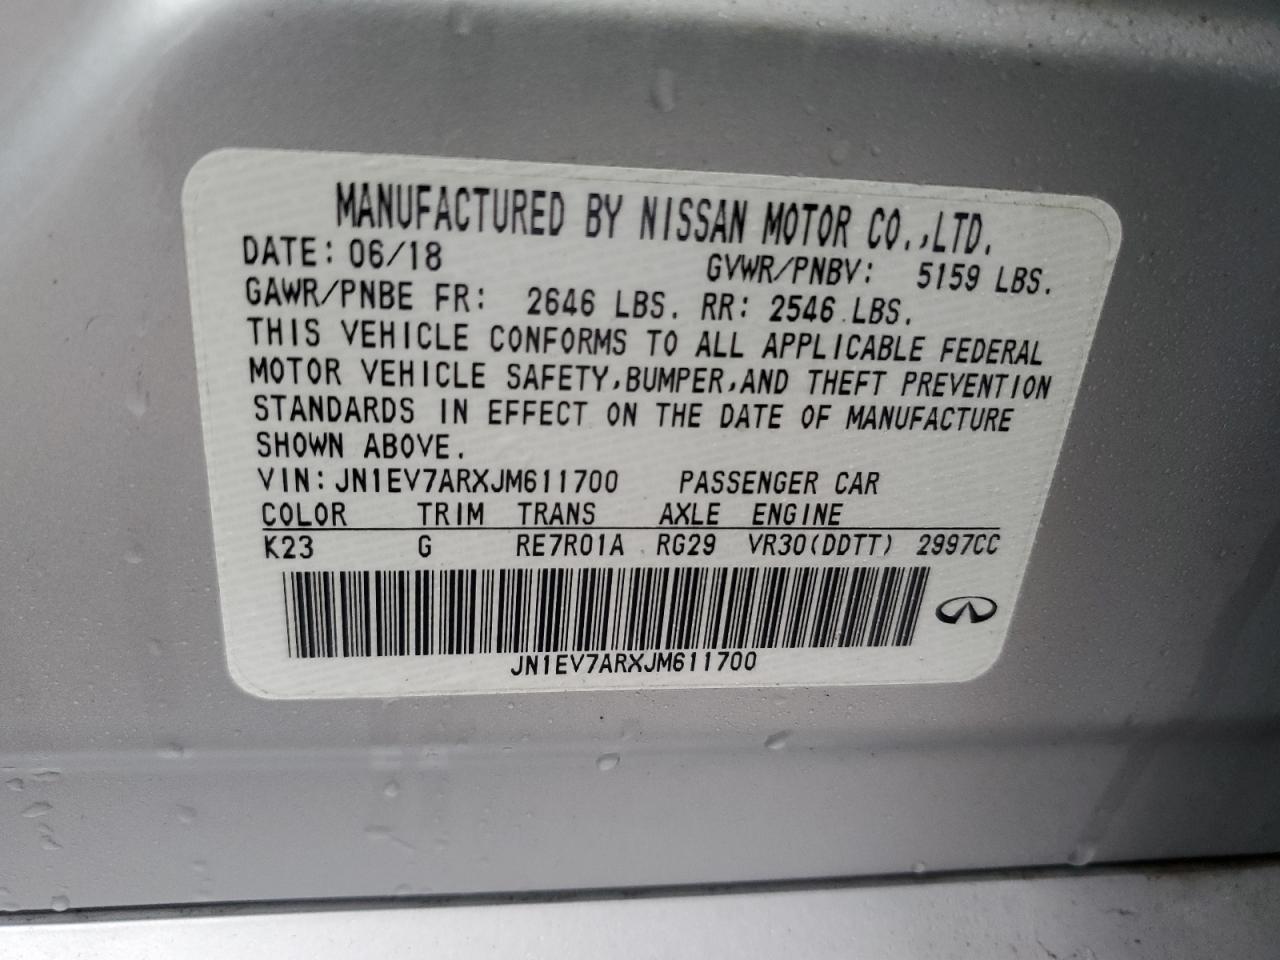 MANUFACTURED BY NISSAN MOTOR CO.,LTD.
DATE: 06/18 GVWR/PNBV: 5159 LBS.
GAWR/PNBE FR: 2646 LBS. RR: 2546 LBS.
THIS VEHICLE CONFORMS TO ALL APPLICABLE FEDERAL
MOTOR VEHICLE SAFETY,BUMPER,AND THEFT PREVENTION
STANDARDS IN EFFECT ON THE DATE OF MANUFACTURE
SHOWN ABOVE.
VIN: JN1EV7ARXJM611700 PASSENGER CAR
COLOR TRIM TRANS AXLE ENGINE
K23 G RE7R01A RG29 VR30(DDTT) 2997CC
JN1EV7ARXJM611700